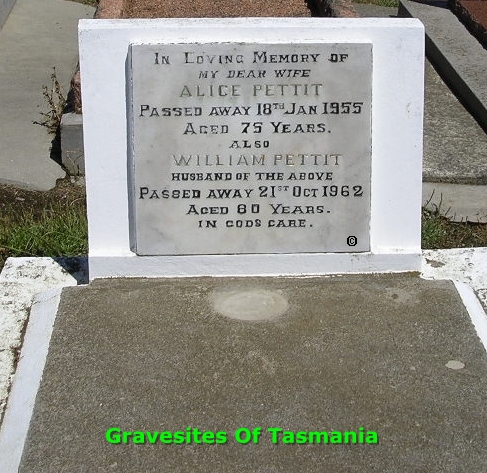 In Loving Memory of
my dear wife
ALICE PETTIT
Passed away 18th Jan 1955
Aged 75 Years.
also
WILLIAM PETTIT
husband of the above
Passed away 21st Oct 1962
Aged 80 Years.
in gods care.
©
Gravesites Of Tasmania